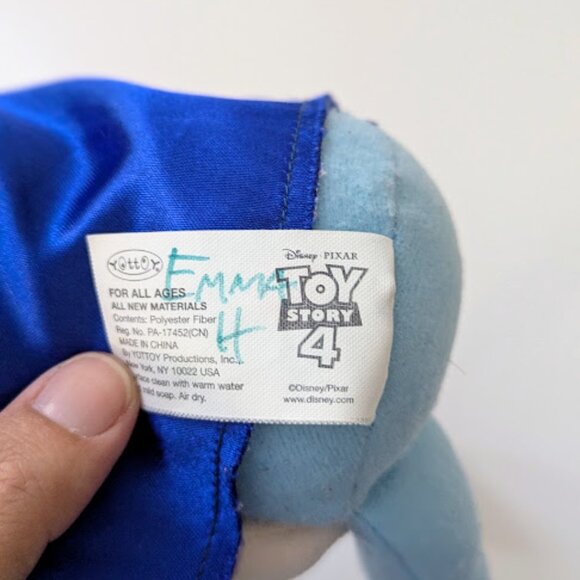 YOTTOY
Emma
H
FOR ALL AGES
ALL NEW MATERIALS
Contents: Polyester Fiber
Reg. No. PA-17452(CN)
MADE IN CHINA
By YOTTOY Productions, Inc.
New York, NY 10022 USA
face clean with warm water
mild soap. Air dry.
Disney · PIXAR
TOY
STORY
4
©Disney/Pixar
www.disney.com